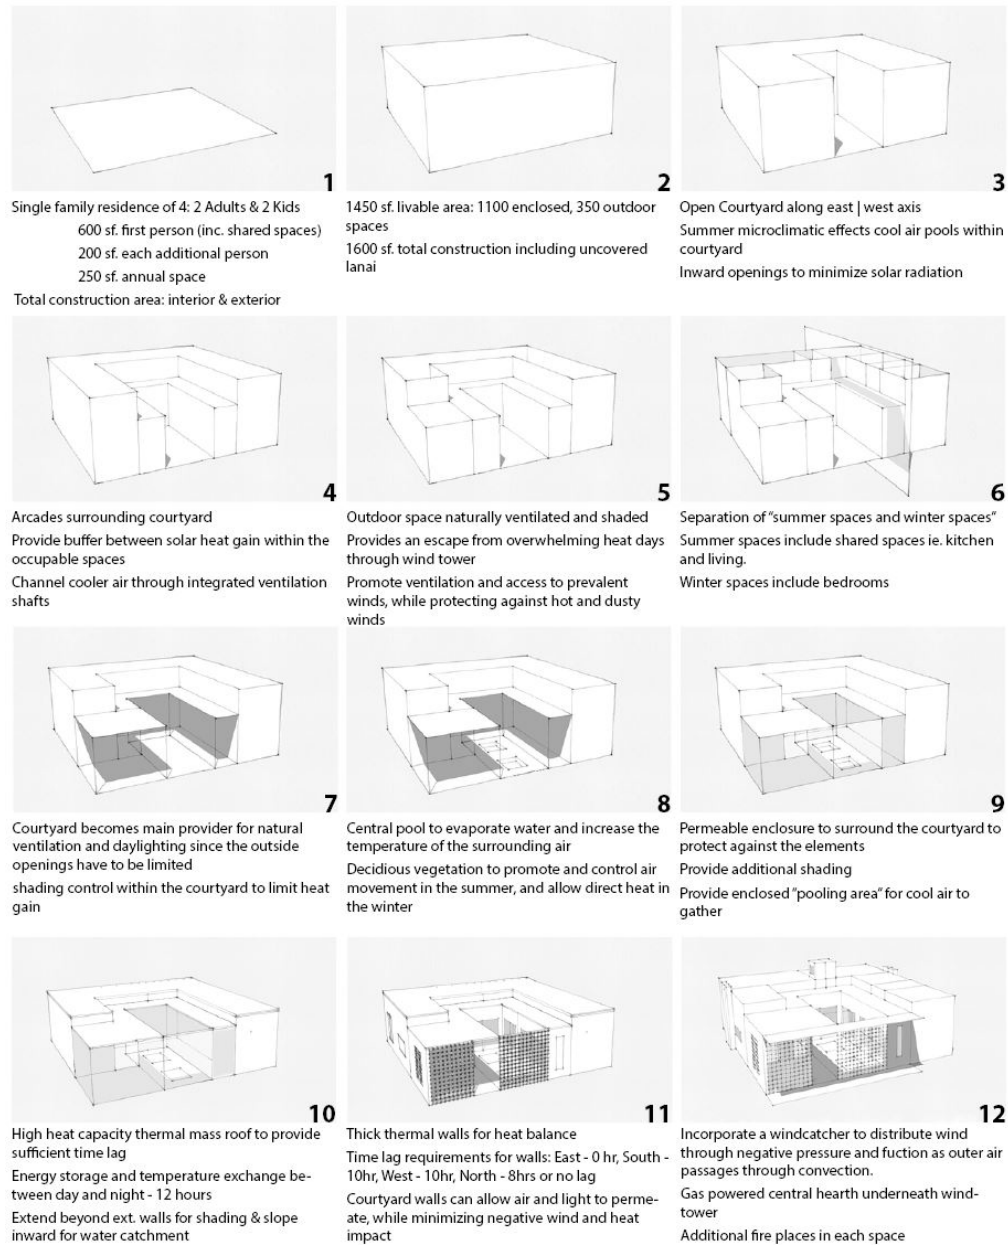 1
Single family residence of 4: 2 Adults & 2 Kids
600 sf. first person (inc. shared spaces)
200 sf. each additional person
250 sf. annual space
Total construction area: interior & exterior
2
1450 sf. livable area: 1100 enclosed, 350 outdoor
spaces
1600 sf. total construction including uncovered
lanai
3
Open Courtyard along east | west axis
Summer microclimatic effects cool air pools within
courtyard
Inward openings to minimize solar radiation
4
Arcades surrounding courtyard
Provide buffer between solar heat gain within the
occupable spaces
Channel cooler air through integrated ventilation
shafts
5
Outdoor space naturally ventilated and shaded
Provides an escape from overwhelming heat days
through wind tower
Promote ventilation and access to prevalent
winds, while protecting against hot and dusty
winds
6
Separation of "summer spaces and winter spaces"
Summer spaces include shared spaces ie. kitchen
and living.
Winter spaces include bedrooms
7
Courtyard becomes main provider for natural
ventilation and daylighting since the outside
openings have to be limited
shading control within the courtyard to limit heat
gain
8
Central pool to evaporate water and increase the
temperature of the surrounding air
Decidious vegetation to promote and control air
movement in the summer, and allow direct heat in
the winter
9
Permeable enclosure to surround the courtyard to
protect against the elements
Provide additional shading
Provide enclosed "pooling area" for cool air to
gather
10
High heat capacity thermal mass roof to provide
sufficient time lag
Energy storage and temperature exchange be-
tween day and night - 12 hours
Extend beyond ext. walls for shading & slope
inward for water catchment
11
Thick thermal walls for heat balance
Time lag requirements for walls: East - 0 hr, South -
10hr, West - 10hr, North - 8hrs or no lag
Courtyard walls can allow air and light to perme-
ate, while minimizing negative wind and heat
impact
12
Incorporate a windcatcher to distribute wind
through negative pressure and fuction as outer air
passages through convection.
Gas powered central hearth underneath wind-
tower
Additional fire places in each space